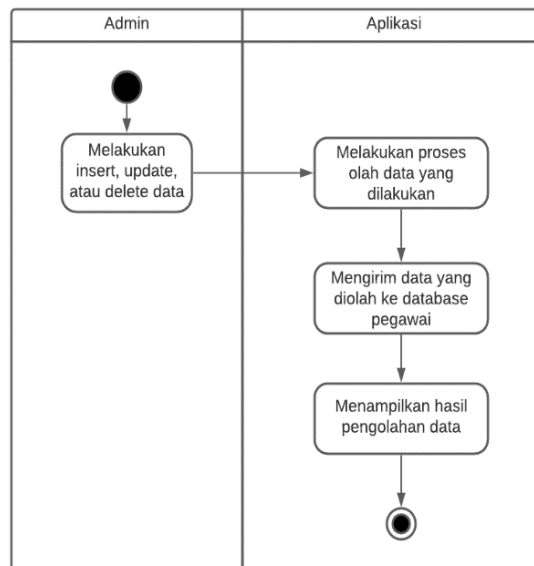 Admin
Aplikasi
Melakukan
insert, update,
atau delete data
Melakukan proses
olah data yang
dilakukan
Mengirim data yang
diolah ke database
pegawai
Menampilkan hasil
pengolahan data